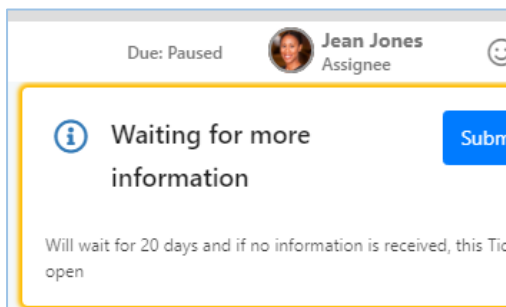 Due: Paused
Jean Jones
Assignee
Waiting for more
information
Will wait for 20 days and if no information is received, this
open